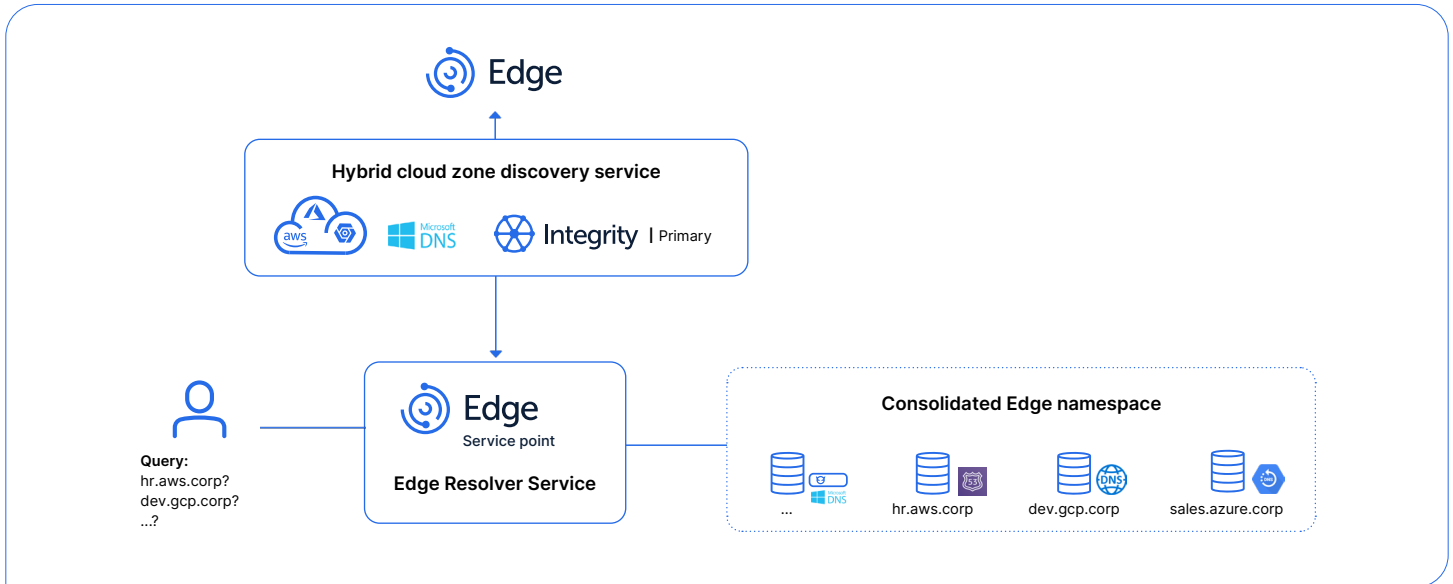 Edge
Hybrid cloud zone discovery service
aws
Microsoft
DNS
Integrity | Primary
Edge
Service point
Edge Resolver Service
Query:
hr.aws.corp?
dev.gcp.corp?
...?
Consolidated Edge namespace
Microsoft
DNS
53
DNS
DNS
...
hr.aws.corp
dev.gcp.corp
sales.azure.corp